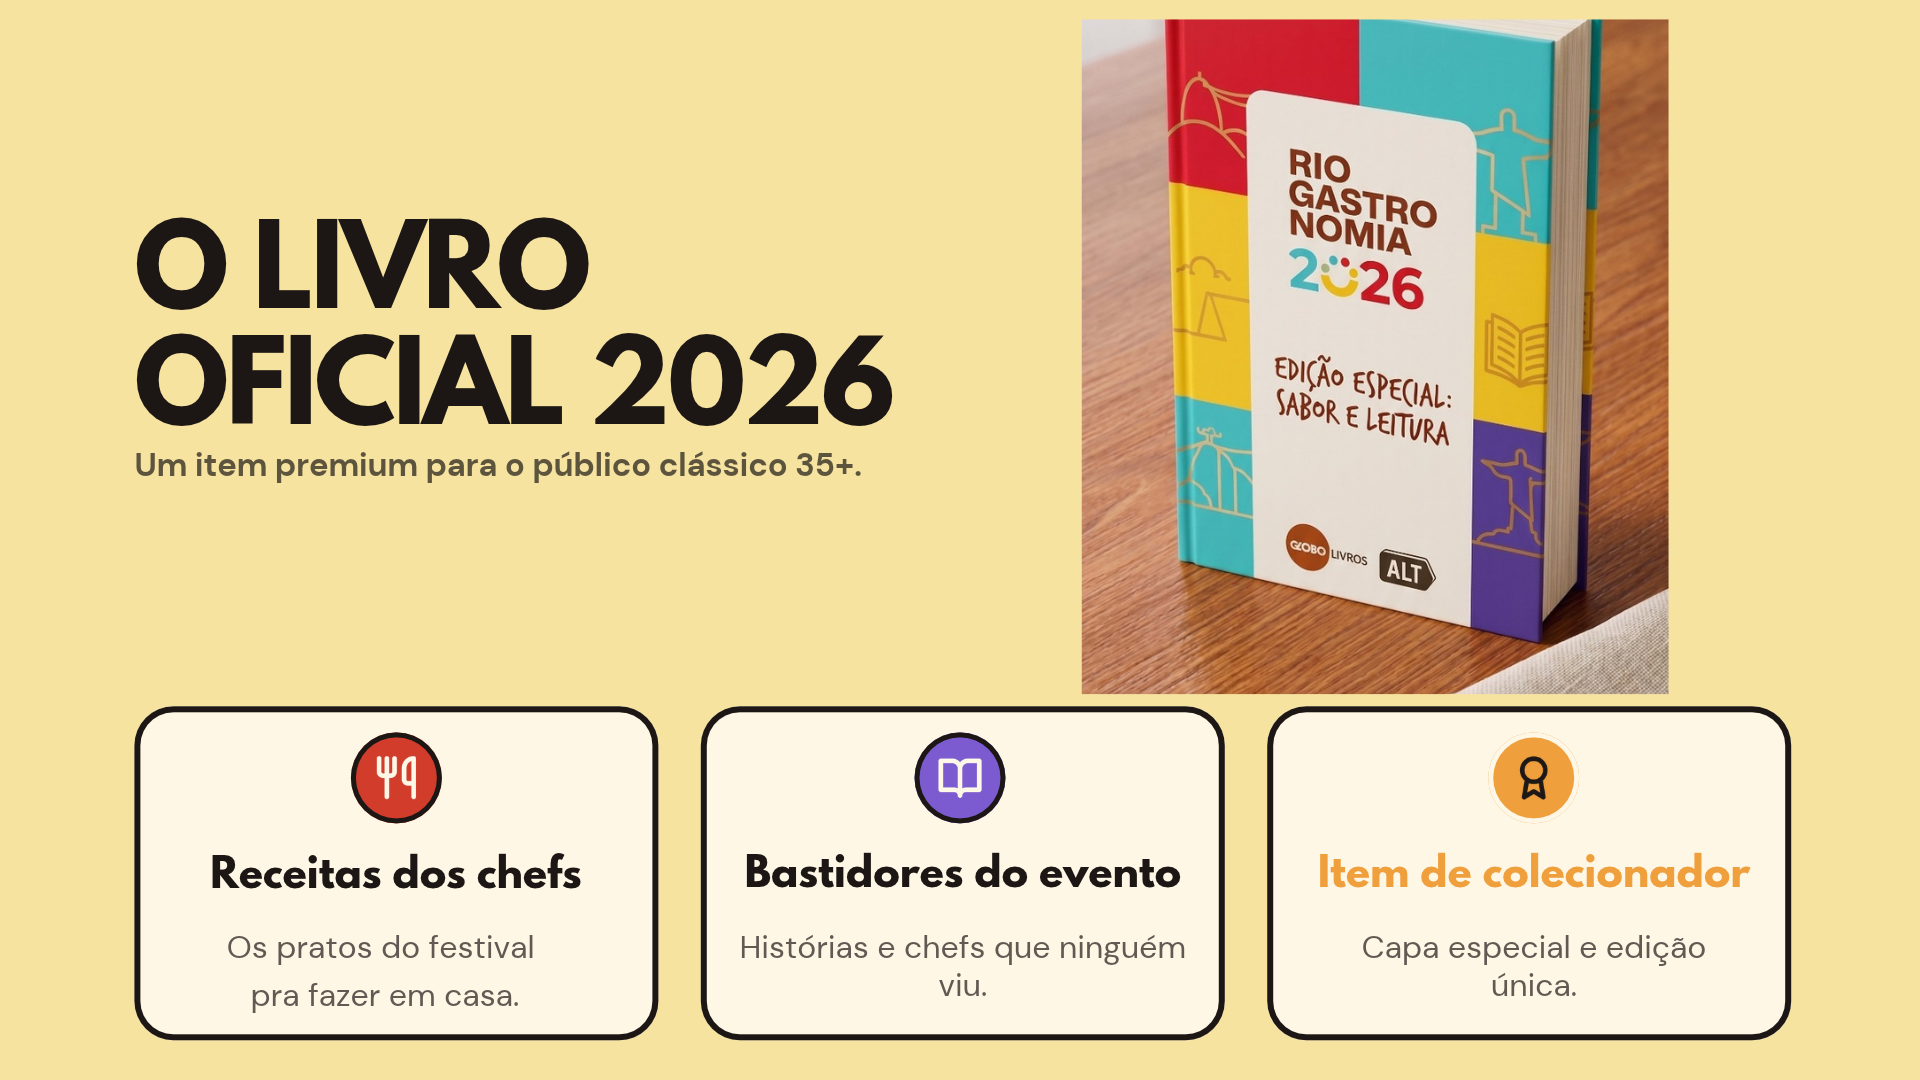 O LIVRO
OFICIAL 2026
Um item premium para o público clássico 35+.
RIO
GASTRO
NOMIA
2026
EDIÇÃO ESPECIAL:
SABOR E LEITURA
GLOBO LIVROS
ALT
Receitas dos chefs
Os pratos do festival
pra fazer em casa.
Bastidores do evento
Histórias e chefs que ninguém
viu.
Item de colecionador
Capa especial e edição
única.